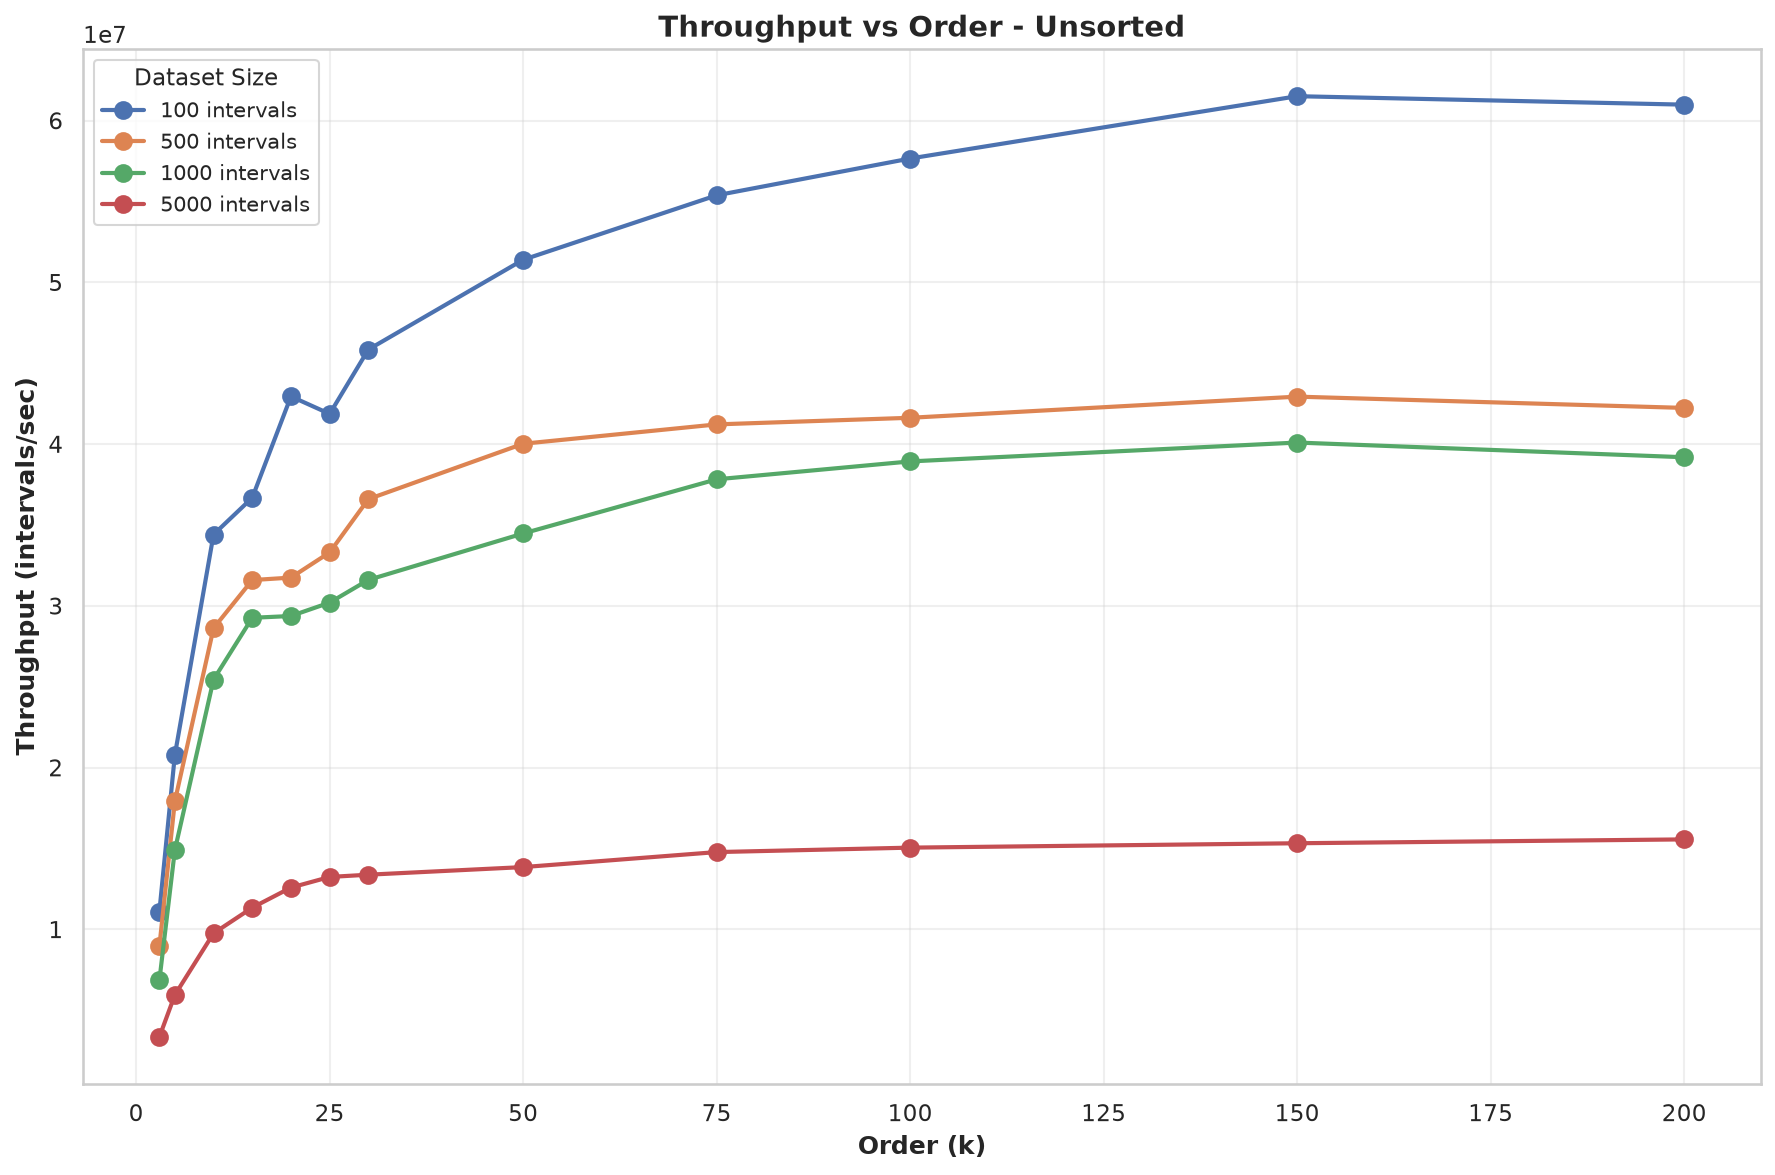 Throughput vs Order - Unsorted
1e7
Dataset Size
100 intervals
500 intervals
1000 intervals
5000 intervals
6
5
4
3
2
1
Throughput (intervals/sec)
0 25 50 75 100 125 150 175 200
Order (k)